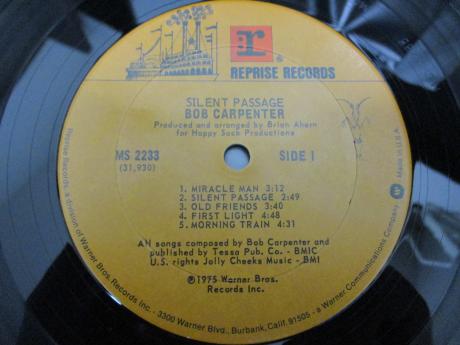 r
REPRISE RECORDS
SILENT PASSAGE
BOB CARPENTER
Produced and arranged by Brian Ahern
for Happy Sack Productions
MS 2233
(31,930)
SIDE 1
1. MIRACLE MAN 3:12
2. SILENT PASSAGE 2:49
3. OLD FRIENDS 3:40
4. FIRST LIGHT 4:48
5. MORNING TRAIN 4:31
All songs composed by Bob Carpenter and
published by Tessa Pub. Co. - BMIC
U.S. rights Jolly Cheeks Music - BMI
℗1975 Warner Bros.
Records Inc.
Reprise Records, a division of Warner Bros. Records Inc. · 3300 Warner Blvd., Burbank, Calif. 91505 - a Warner Communications Company
W
Made in U.S.A.